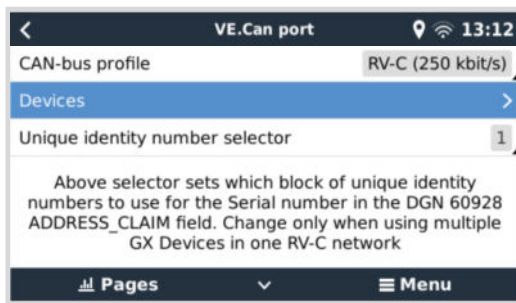 VE.Can port 13:12
CAN-bus profile RV-C (250 kbit/s)
Devices
Unique identity number selector 1
Above selector sets which block of unique identity
numbers to use for the Serial number in the DGN 60928
ADDRESS_CLAIM field. Change only when using multiple
GX Devices in one RV-C network
Pages Menu